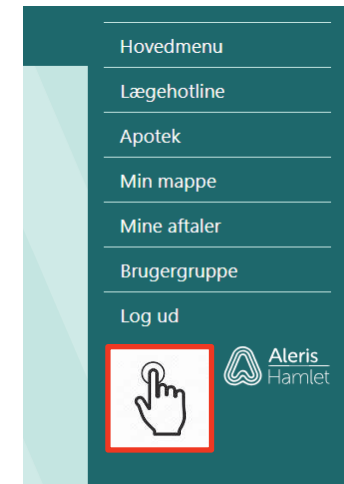 Hovedmenu
Lægehotline
Apotek
Min mappe
Mine aftaler
Brugergruppe
Log ud
Aleris
Hamlet